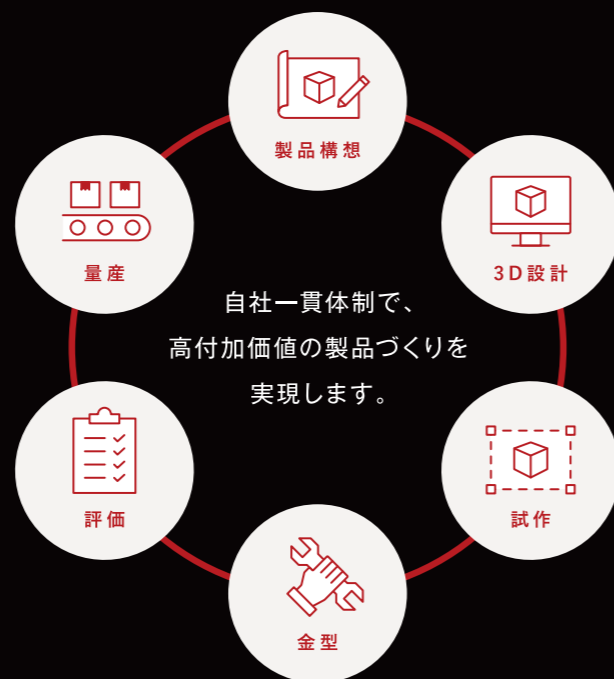 製品構想
3D設計
試作
金型
評価
量産
自社一貫体制で、
高付加価値の製品づくりを
実現します。